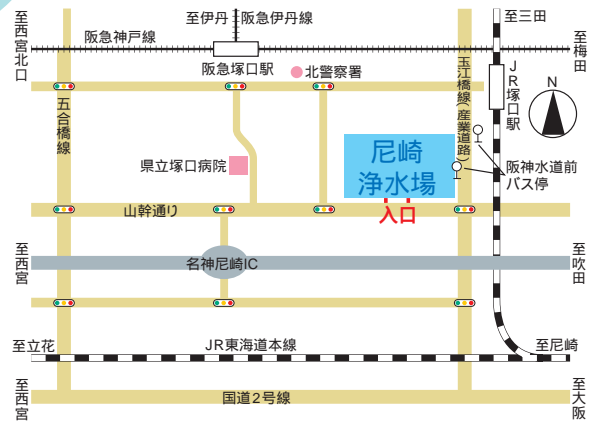 至西宮北口
至伊丹
阪急伊丹線
至三田
阪急神戸線
至梅田
阪急塚口駅
北警察署
玉江橋線(産業道路)
JR塚口駅
N
五合橋線
尼崎
浄水場
県立塚口病院
阪神水道前
バス停
山幹通り
入口
至西宮
名神尼崎IC
至吹田
至立花
JR東海道本線
至尼崎
至西宮
国道2号線
至大阪